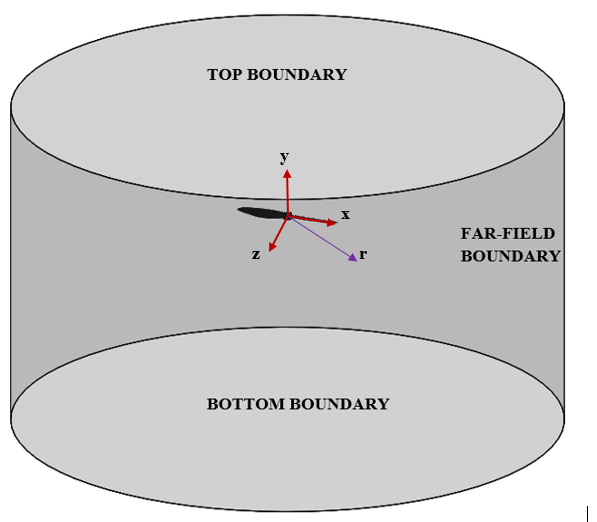 TOP BOUNDARY
y
x
z
r
FAR-FIELD
BOUNDARY
BOTTOM BOUNDARY